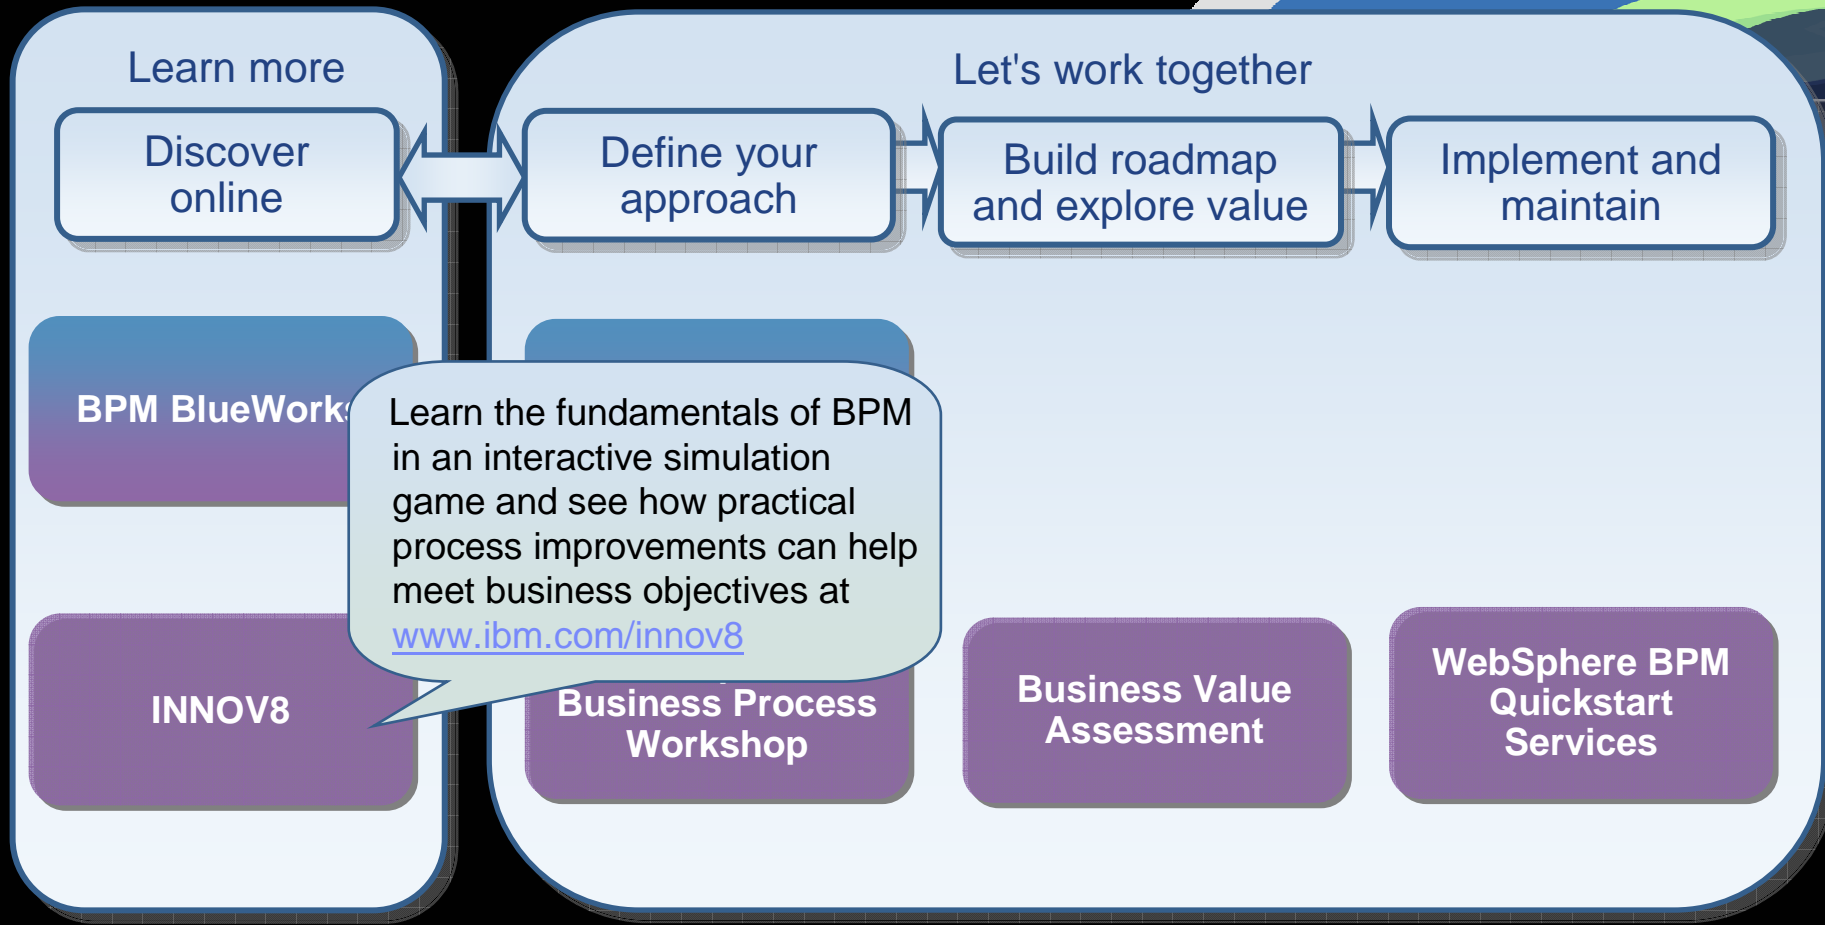 Learn more
Let's work together
Discover
online
Define your
approach
Build roadmap
and explore value
Implement and
maintain
BPM BlueWorks
Learn the fundamentals of BPM
in an interactive simulation
game and see how practical
process improvements can help
meet business objectives at
www.ibm.com/innov8
INNOV8
Business Process
Workshop
Business Value
Assessment
WebSphere BPM
Quickstart
Services